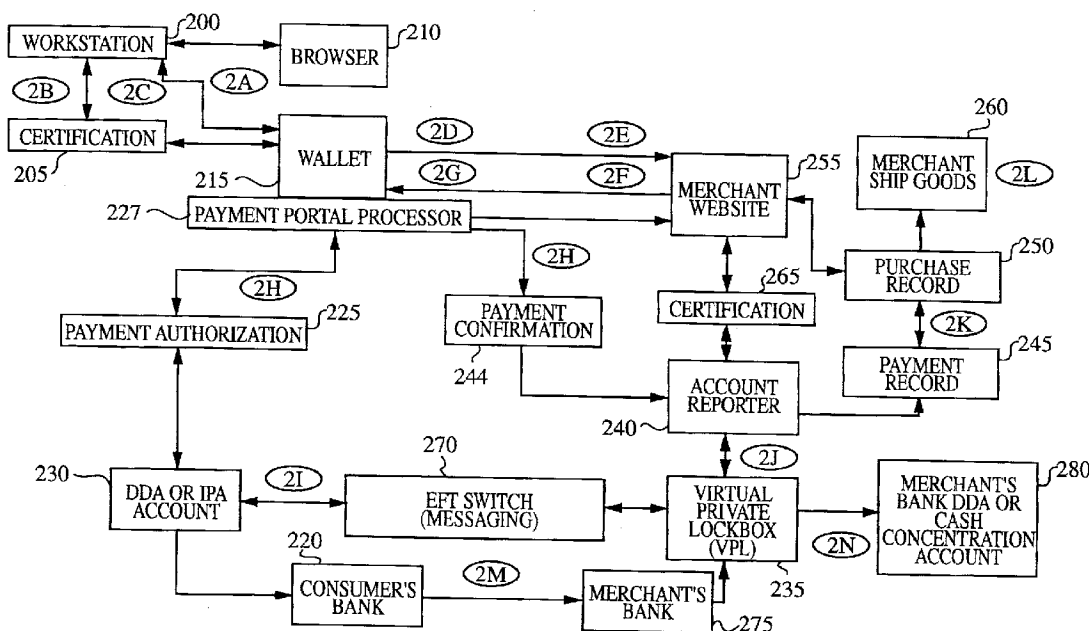 200
WORKSTATION
210
BROWSER
2B
2C
2A
CERTIFICATION
205
WALLET
215
2D
2E
2G
2F
255
MERCHANT
WEBSITE
260
MERCHANT
SHIP GOODS
2L
227
PAYMENT PORTAL PROCESSOR
2H
2H
250
PURCHASE
RECORD
265
CERTIFICATION
PAYMENT AUTHORIZATION
225
PAYMENT
CONFIRMATION
244
2K
245
PAYMENT
RECORD
ACCOUNT
REPORTER
240
230
DDA OR IPA
ACCOUNT
2I
270
EFT SWITCH
(MESSAGING)
2J
VIRTUAL
PRIVATE
LOCKBOX
(VPL)
235
2N
280
MERCHANT'S
BANK DDA OR
CASH
CONCENTRATION
ACCOUNT
220
CONSUMER'S
BANK
2M
MERCHANT'S
BANK
275